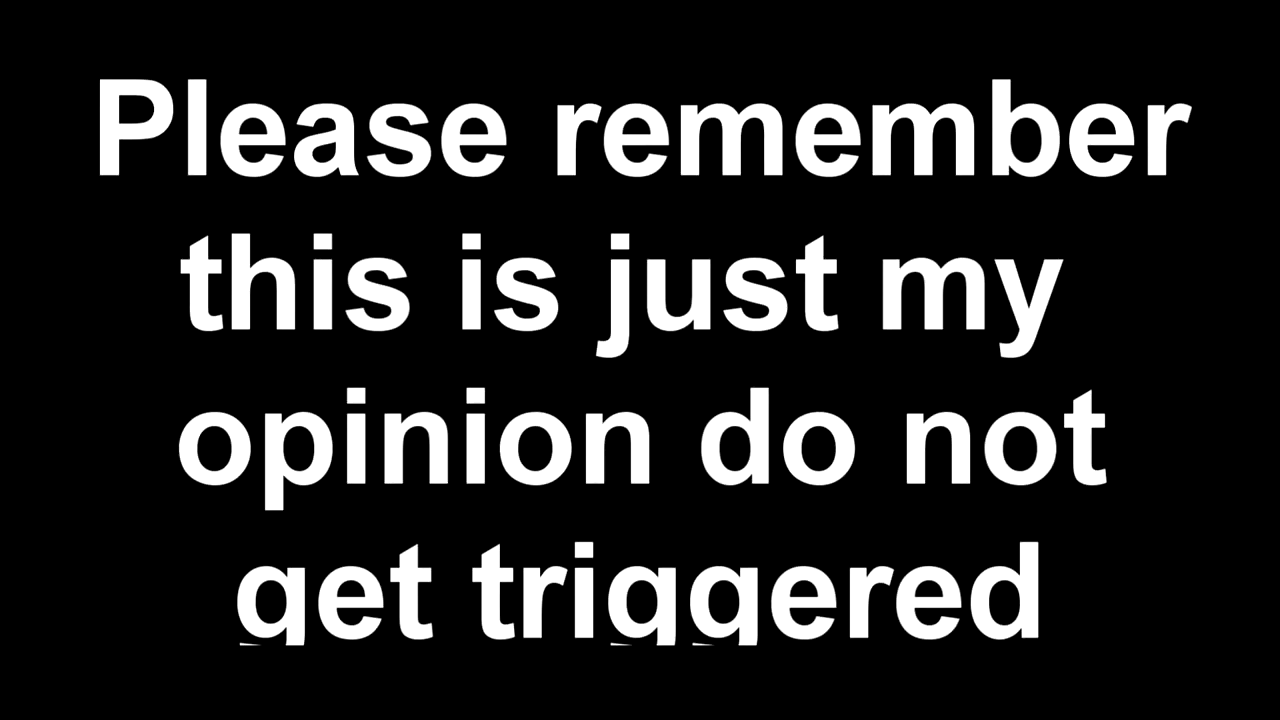 Please remember
this is just my
opinion do not
get triggered